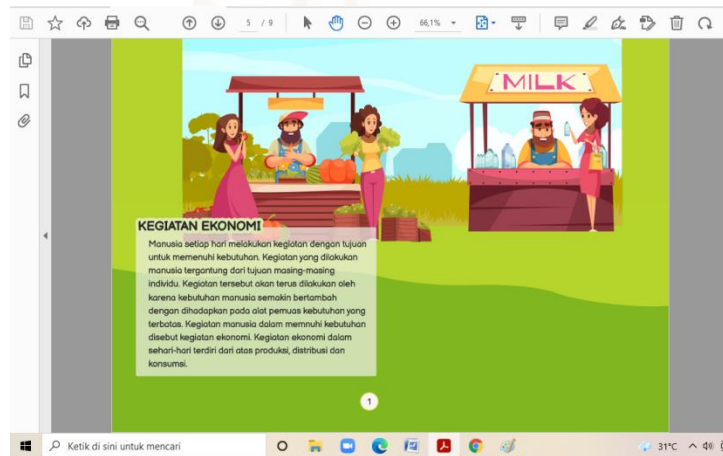 5 / 9
66,1%
MILK
KEGIATAN EKONOMI
Manusia setiap hari melakukan kegiatan dengan tujuan
untuk memenuhi kebutuhan. Kegiatan yang dilakukan
manusia tergantung dari tujuan masing-masing
individu. Kegiatan tersebut akan terus dilakukan oleh
karena kebutuhan manusia semakin bertambah
dengan dihadapkan pada alat pemuas kebutuhan yang
terbatas. Kegiatan manusia dalam memnuhi kebutuhan
disebut kegiatan ekonomi. Kegiatan ekonomi dalam
sehari-hari terdiri dari atas produksi, distribusi dan
konsumsi.
1
Ketik di sini untuk mencari
31°C